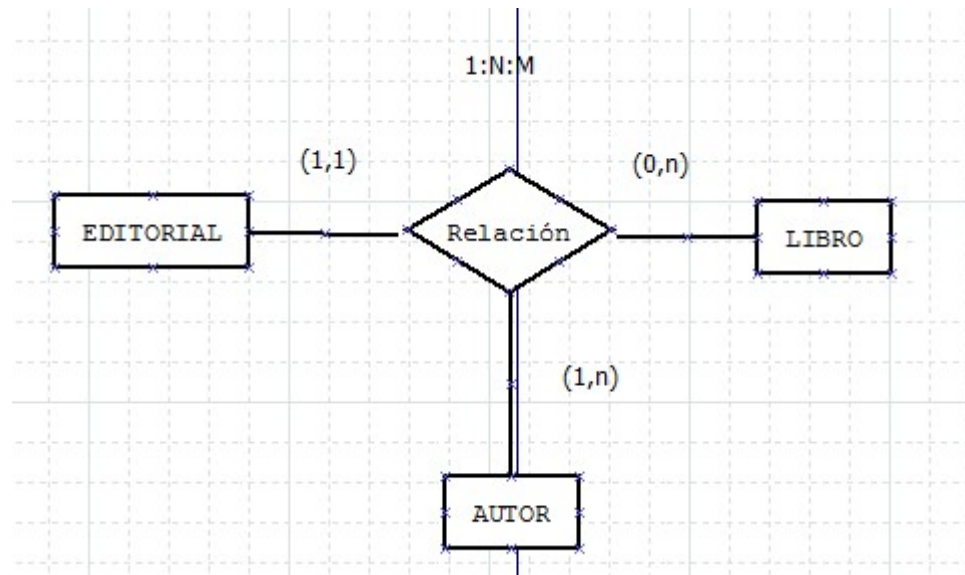 1:N:M
(1,1)
(0,n)
EDITORIAL
Relación
LIBRO
(1,n)
AUTOR